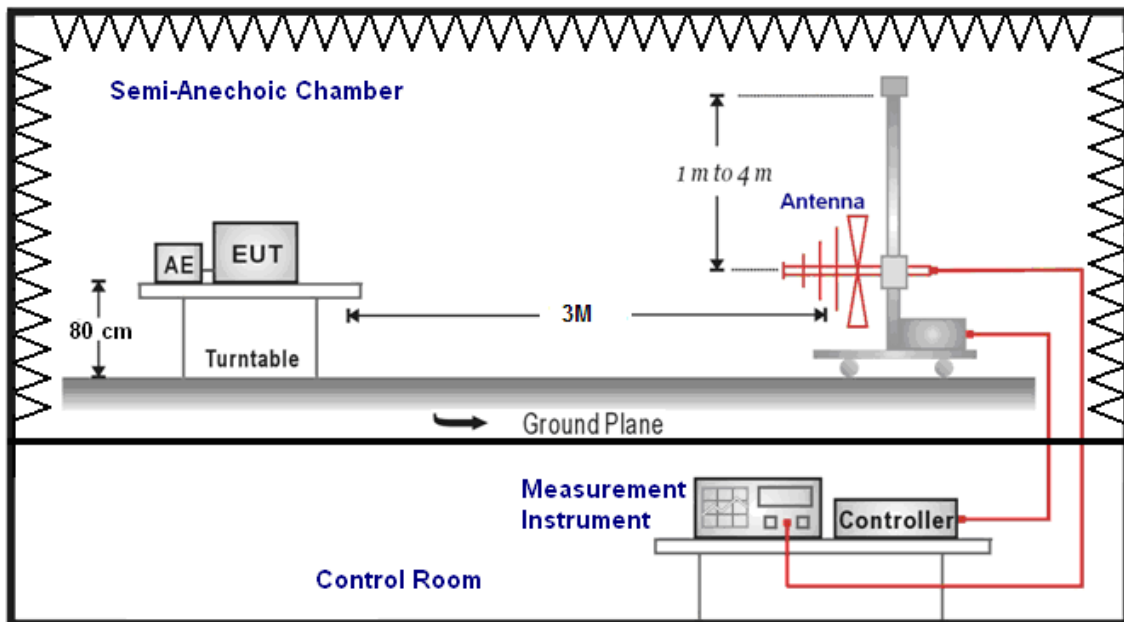 Semi-Anechoic Chamber
1 m to 4 m
Antenna
AE
EUT
80 cm
3M
Turntable
Ground Plane
Measurement
Instrument
Controller
Control Room